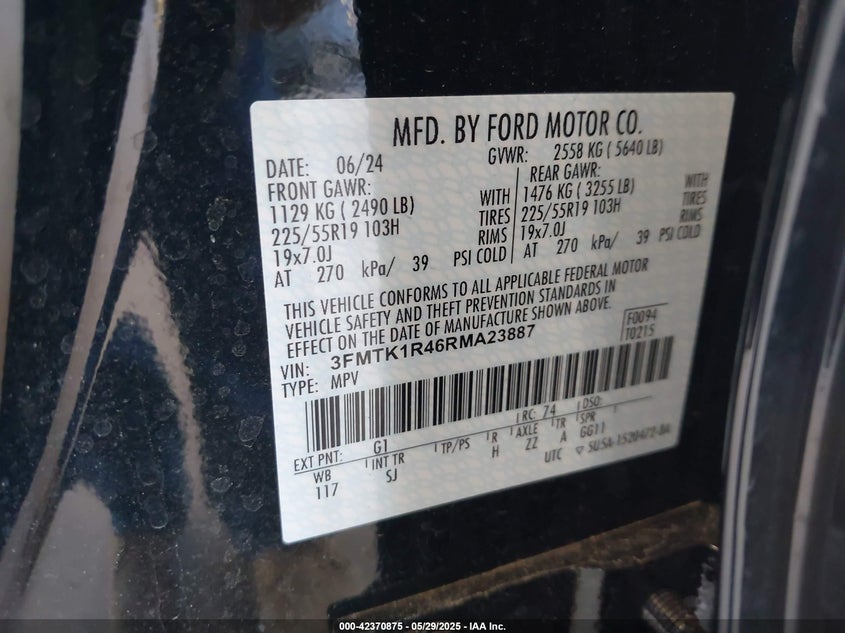 MFD. BY FORD MOTOR CO.
DATE: 06/24 GVWR: 2558 KG ( 5640 LB)
FRONT GAWR: REAR GAWR:
1129 KG ( 2490 LB) WITH 1476 KG ( 3255 LB) WITH
225/55R19 103H TIRES 225/55R19 103H TIRES
19x7.0J RIMS 19x7.0J RIMS
AT 270 kPa/ 39 PSI COLD AT 270 kPa/ 39 PSI COLD
THIS VEHICLE CONFORMS TO ALL APPLICABLE FEDERAL MOTOR
VEHICLE SAFETY AND THEFT PREVENTION STANDARDS IN
EFFECT ON THE DATE OF MANUFACTURE SHOWN ABOVE.
VIN: 3FMTK1R46RMA23887 F0094
TYPE: MPV T0215
RC: 74 DSO:
EXT PNT: G1
WB INT TR TP/PS R AXLE TR SPR
117 SJ H ZZ A GG11
UTC SU5A-1520472-BA
000-42370875 - 05/29/2025 - IAA Inc.